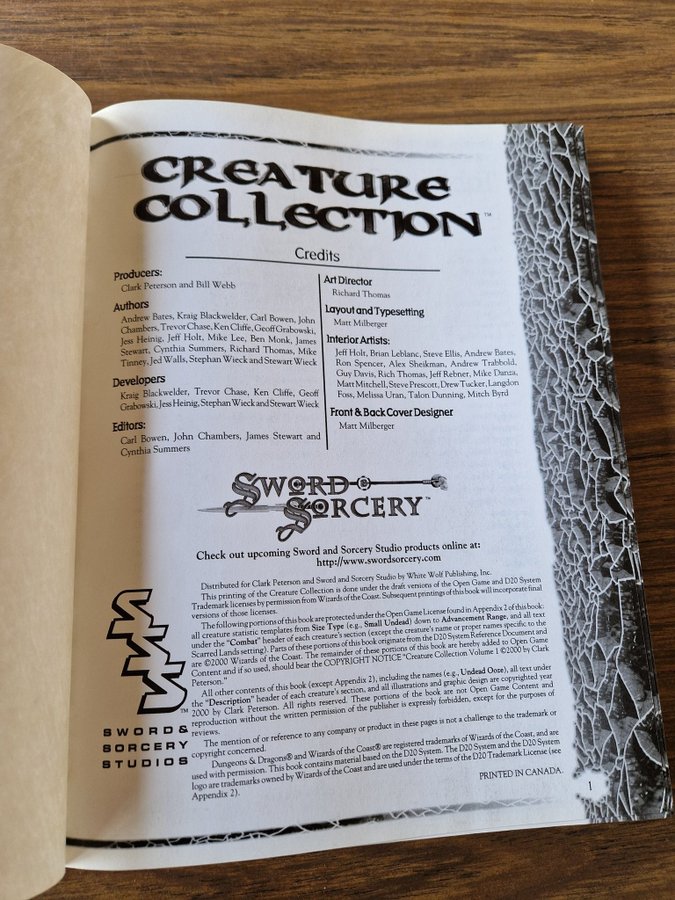 CREATURE
COLLECTION™
Credits
Producers:
Clark Peterson and Bill Webb
Authors
Andrew Bates, Kraig Blackwelder, Carl Bowen, John
Chambers, Trevor Chase, Ken Cliffe, Geoff Grabowski,
Jess Heinig, Jeff Holt, Mike Lee, Ben Monk, James
Stewart, Cynthia Summers, Richard Thomas, Mike
Tinney, Jed Walls, Stephan Wieck and Stewart Wieck
Developers
Kraig Blackwelder, Trevor Chase, Ken Cliffe, Geoff
Grabowski, Jess Heinig, Stephan Wieck and Stewart Wieck
Editors:
Carl Bowen, John Chambers, James Stewart and
Cynthia Summers
Art Director
Richard Thomas
Layout and Typesetting
Matt Milberger
Interior Artists:
Jeff Holt, Brian Leblanc, Steve Ellis, Andrew Bates,
Ron Spencer, Alex Sheikman, Andrew Trabbold,
Guy Davis, Rich Thomas, Jeff Rebner, Mike Danza,
Matt Mitchell, Steve Prescott, Drew Tucker, Langdon
Foss, Melissa Uran, Talon Dunning, Mitch Byrd
Front & Back Cover Designer
Matt Milberger
SWORD
SORCERY™
Check out upcoming Sword and Sorcery Studio products online at:
http://www.swordsorcery.com
Distributed for Clark Peterson and Sword and Sorcery Studio by White Wolf Publishing, Inc.
This printing of the Creature Collection is done under the draft versions of the Open Game and D20 System
Trademark licenses by permission from Wizards of the Coast. Subsequent printings of this book will incorporate final
versions of those licenses.
The following portions of this book are protected under the Open Game License found in Appendix 2 of this book:
all creature statistic templates from Size Type (e.g., Small Undead) down to Advancement Range, and all text
under the "Combat" header of each creature's section (except the creature's name or proper names specific to the
Scarred Lands setting). Parts of these portions of this book originate from the D20 System Reference Document and
are ©2000 Wizards of the Coast. The remainder of these portions of this book are hereby added to Open Game
Content and if so used, should bear the COPYRIGHT NOTICE "Creature Collection Volume 1 ©2000 by Clark
Peterson."
All other contents of this book (except Appendix 2), including the names (e.g., Undead Ooze), all text under
the "Description" header of each creature's section, and all illustrations and graphic design are copyrighted year
2000 by Clark Peterson. All rights reserved. These portions of the book are not Open Game Content and
reproduction without the written permission of the publisher is expressly forbidden, except for the purposes of
reviews.
The mention of or reference to any company or product in these pages is not a challenge to the trademark or
copyright concerned.
Dungeons & Dragons® and Wizards of the Coast® are registered trademarks of Wizards of the Coast, and are
used with permission. This book contains material based on the D20 System. The D20 System and the D20 System
logo are trademarks owned by Wizards of the Coast and are used under terms of the D20 Trademark License (see
Appendix 2).
PRINTED IN CANADA.
™
SWORD &
SORCERY
STUDIOS
1